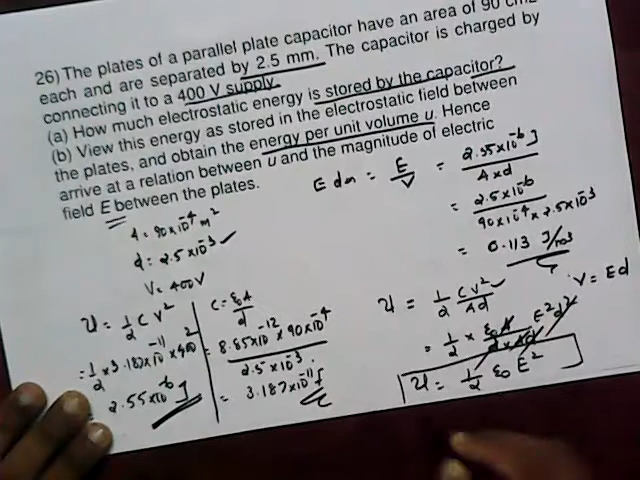 26) The plates of a parallel plate capacitor have an area of 90 cm2
each and are separated by 2.5 mm. The capacitor is charged by
connecting it to a 400 V supply.
(a) How much electrostatic energy is stored by the capacitor?
(b) View this energy as stored in the electrostatic field between
the plates, and obtain the energy per unit volume u. Hence
arrive at a relation between u and the magnitude of electric
field E between the plates.
A = 90×10⁻⁴ m²
d = 2.5×10⁻³
V = 400V
U = 1/2 C V²
= 1/2 × 3.187×10⁻¹¹ × 400²
= 2.55×10⁻⁶ J
C = ε₀A/d
= 8.85×10⁻¹² × 90×10⁻⁴ / 2.5×10⁻³
= 3.187×10⁻¹¹ f
E den = E/V = 2.55×10⁻⁶ J / A×d
= 2.5×10⁻⁶ / 90×10⁻⁴ × 2.5×10⁻³
= 0.113 J/m³
V = Ed
U = 1/2 CV²/Ad
= 1/2 × ε₀A E²d² / d×Ad
U = 1/2 ε₀ E²